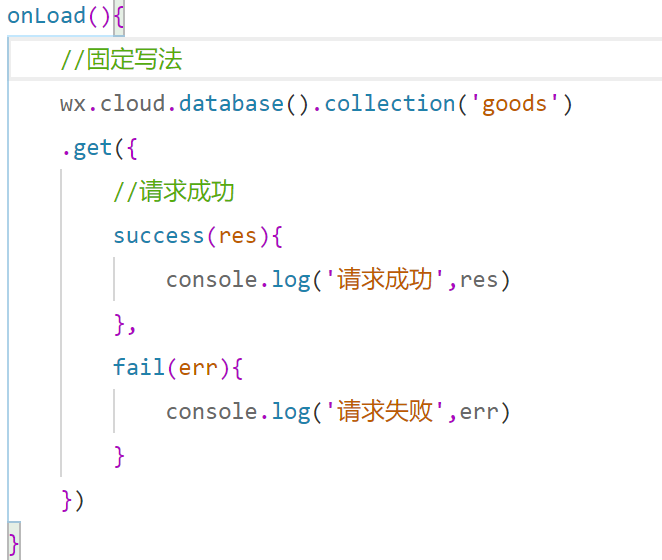 onLoad(){
//固定写法
wx.cloud.database().collection('goods')
.get({
//请求成功
success(res){
console.log('请求成功',res)
},
fail(err){
console.log('请求失败',err)
}
})
}